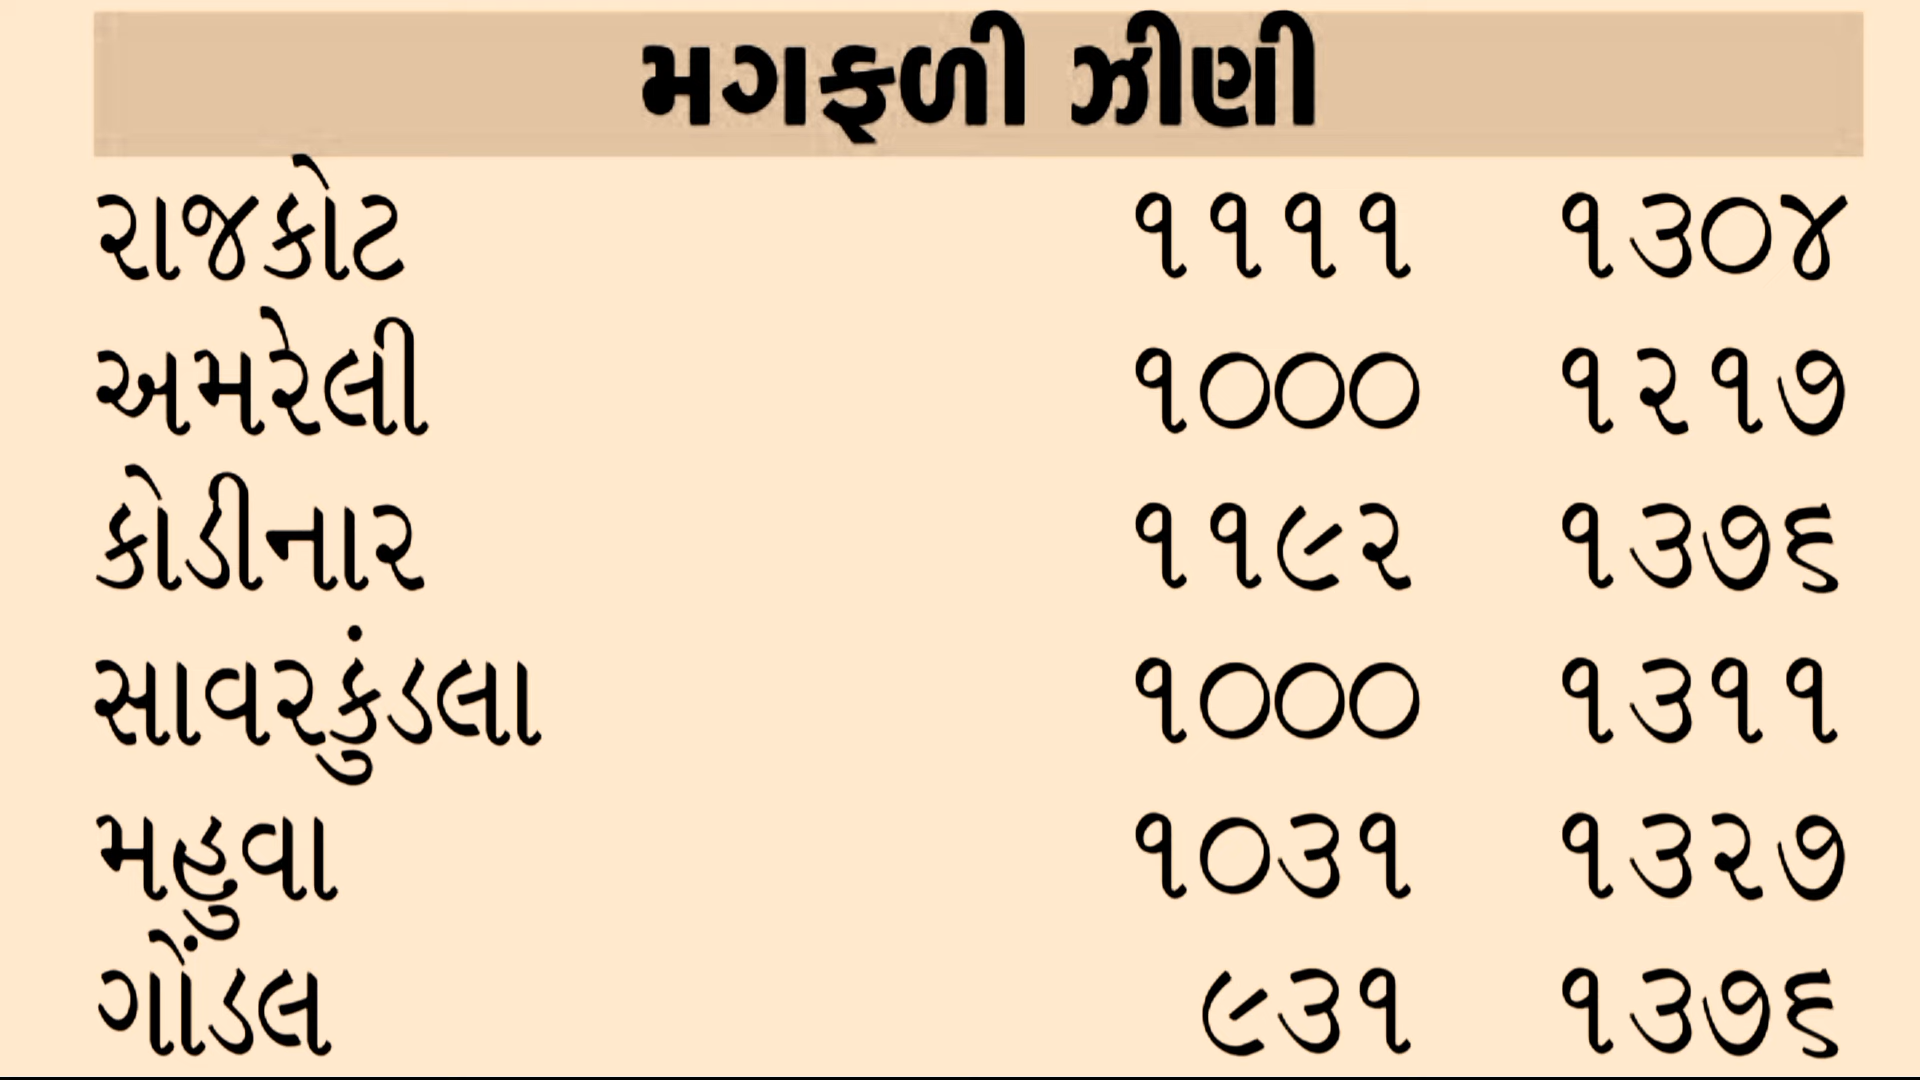 મગફળી ઝીણી
રાજકોટ ૧૧૧૧ ૧૩૦૪
અમરેલી ૧૦૦૦ ૧૨૧૭
કોડીનાર ૧૧૯૨ ૧૩૭૬
સાવરકુંડલા ૧૦૦૦ ૧૩૧૧
મહુવા ૧૦૩૧ ૧૩૨૭
ગોંડલ ૯૩૧ ૧૩૭૬